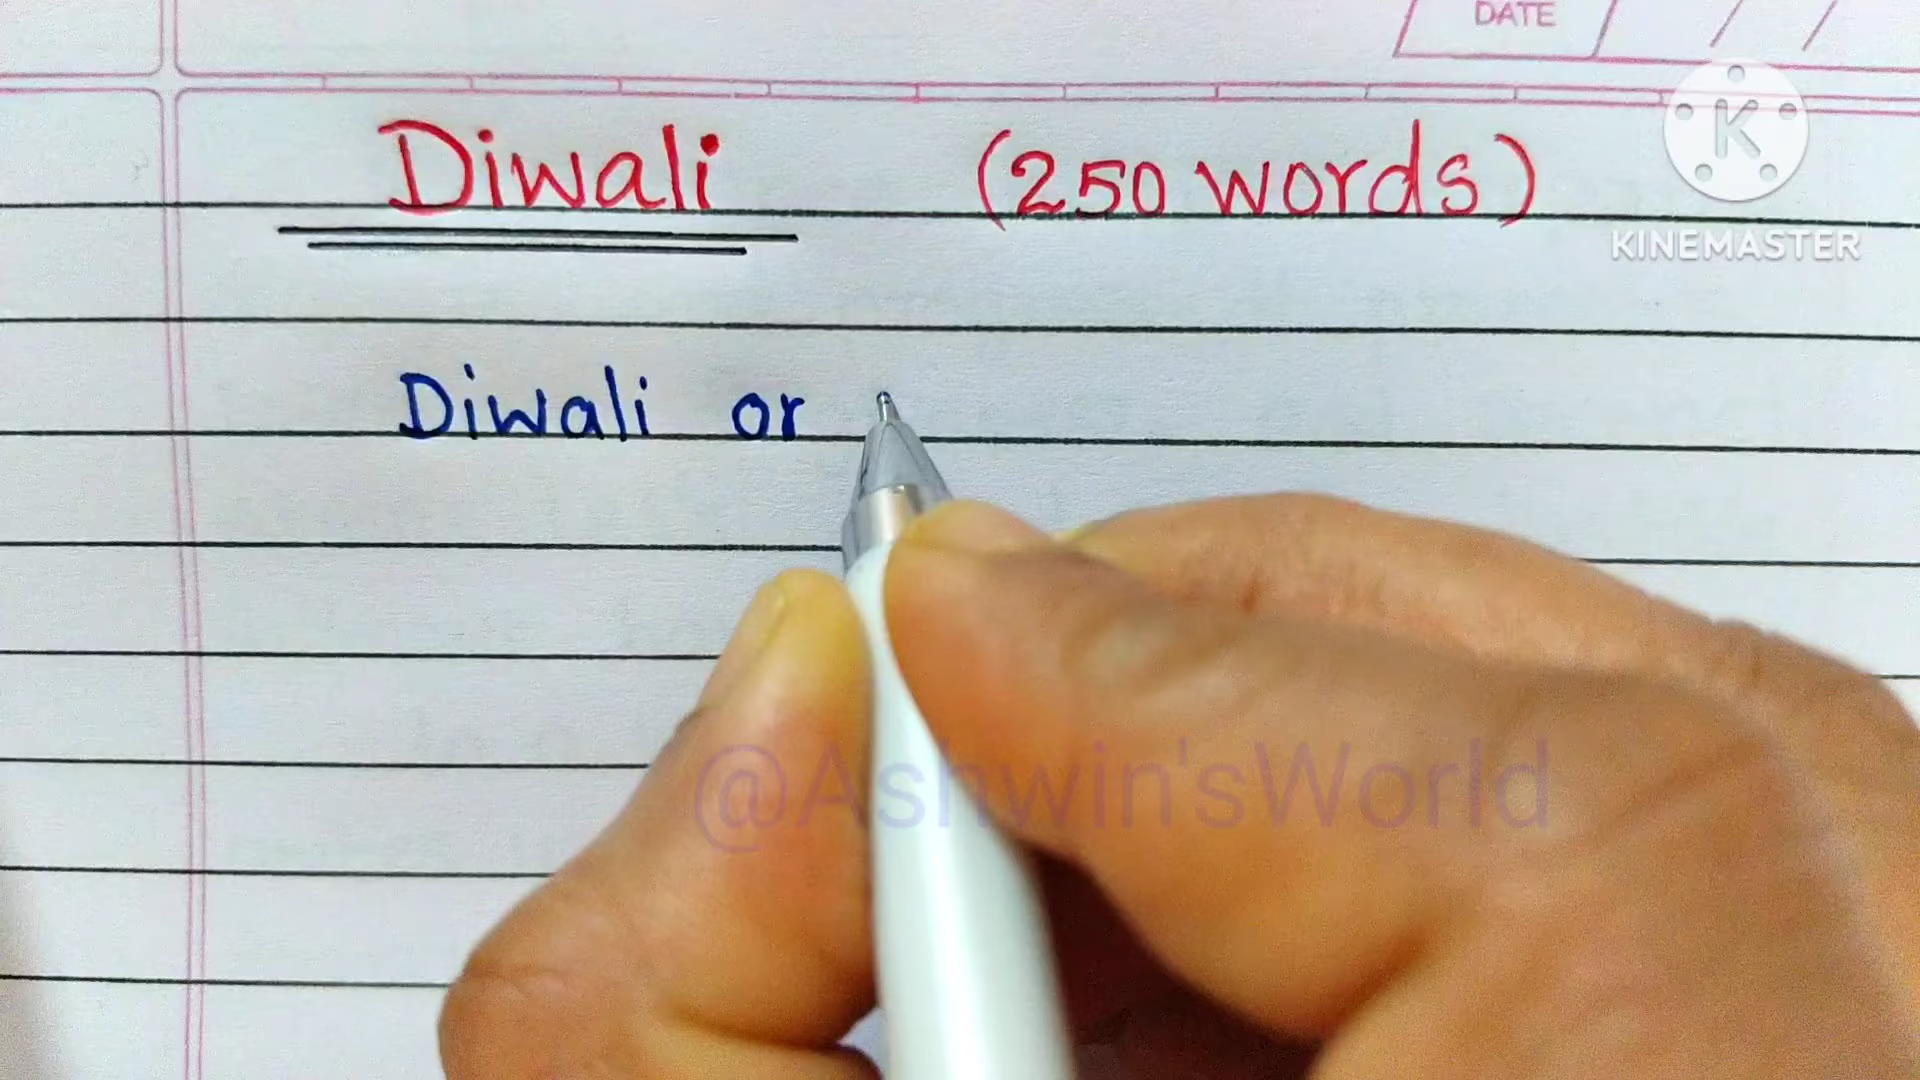 DATE / /
Diwali (250 words)
K
KINEMASTER
Diwali or
@Ashwin'sWorld